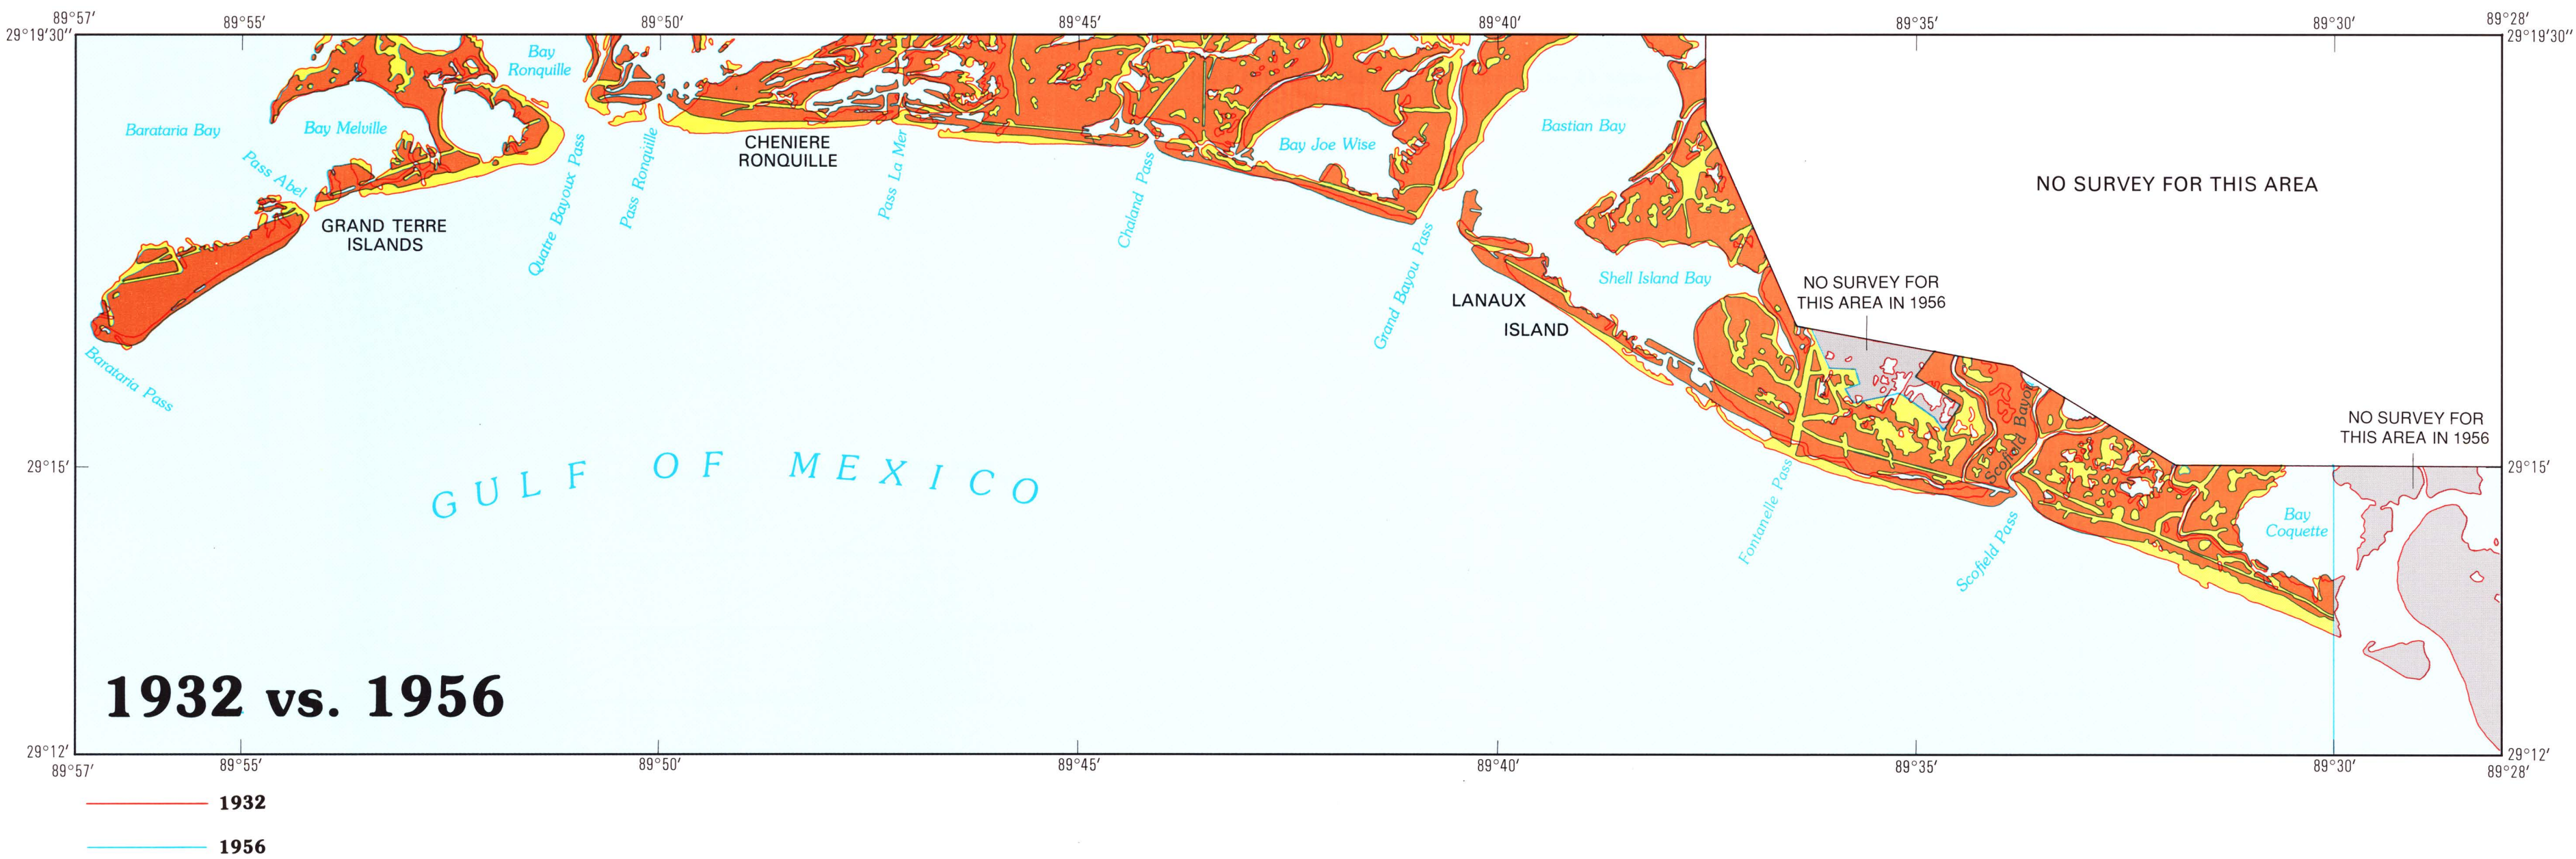 89°57′
89°55′
89°50′
89°45′
89°40′
89°35′
89°30′
89°28′
29°19′30″
29°19′30″
Bay
Ronquille
Barataria Bay
Bay Melville
Pass Abel
GRAND TERRE
ISLANDS
Barataria Pass
Quatre Bayoux Pass
Pass Ronquille
CHENIERE
RONQUILLE
Pass La Mer
Chaland Pass
Bay Joe Wise
Grand Bayou Pass
Bastian Bay
LANAUX
ISLAND
Shell Island Bay
NO SURVEY FOR THIS AREA
NO SURVEY FOR
THIS AREA IN 1956
Scofield Bayou
Fontanelle Pass
Scofield Pass
NO SURVEY FOR
THIS AREA IN 1956
Bay
Coquette
29°15′
29°15′
GULF OF MEXICO
1932 vs. 1956
29°12′
29°12′
89°57′
89°55′
89°50′
89°45′
89°40′
89°35′
89°30′
89°28′
1932
1956